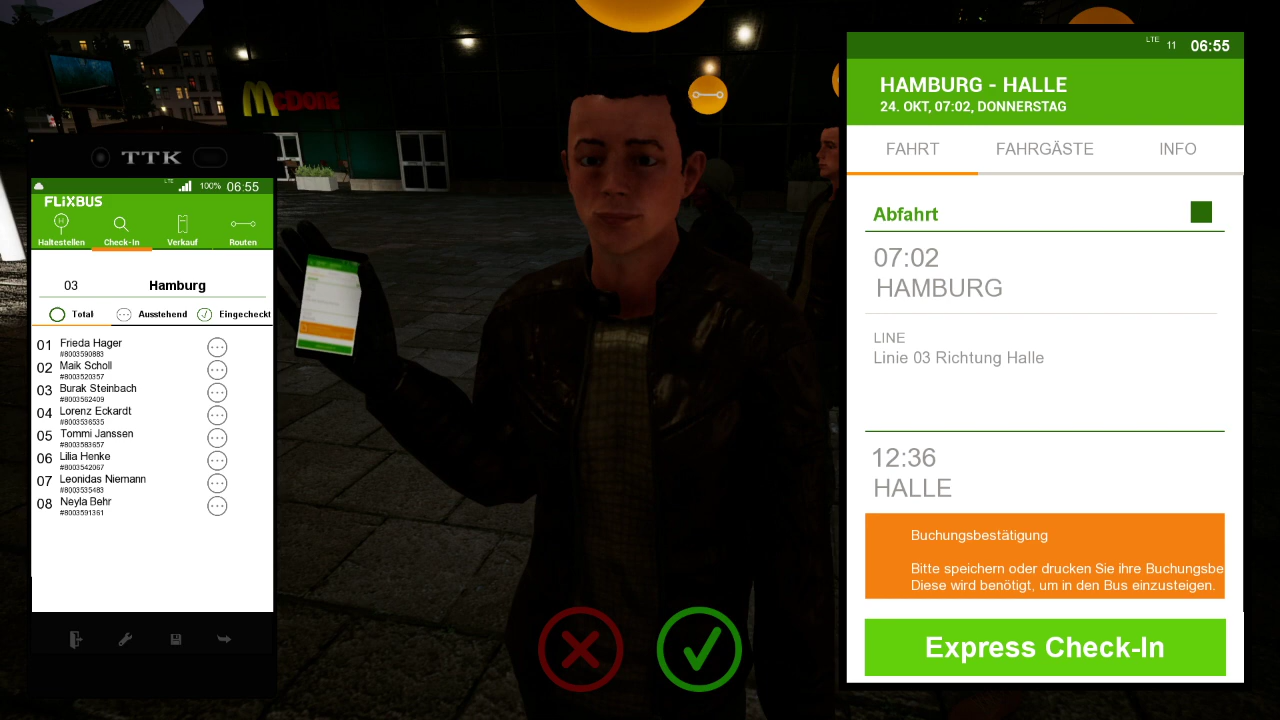 McDona
TTK
LTE 100% 06:55
FLiXBUS
H
Haltestellen Check-In Verkauf Routen
03 Hamburg
Total Ausstehend Eingecheckt
01 Frieda Hager
#8003590883
02 Maik Scholl
#8003520357
03 Burak Steinbach
#8003562409
04 Lorenz Eckardt
#8003536535
05 Tommi Janssen
#8003583657
06 Lilia Henke
#8003542067
07 Leonidas Niemann
#8003535483
08 Neyla Behr
#8003591361
LTE 11 06:55
HAMBURG - HALLE
24. OKT, 07:02, DONNERSTAG
FAHRT FAHRGÄSTE INFO
Abfahrt
07:02
HAMBURG
LINE
Linie 03 Richtung Halle
12:36
HALLE
Buchungsbestätigung
Bitte speichern oder drucken Sie ihre Buchungsbe
Diese wird benötigt, um in den Bus einzusteigen.
Express Check-In